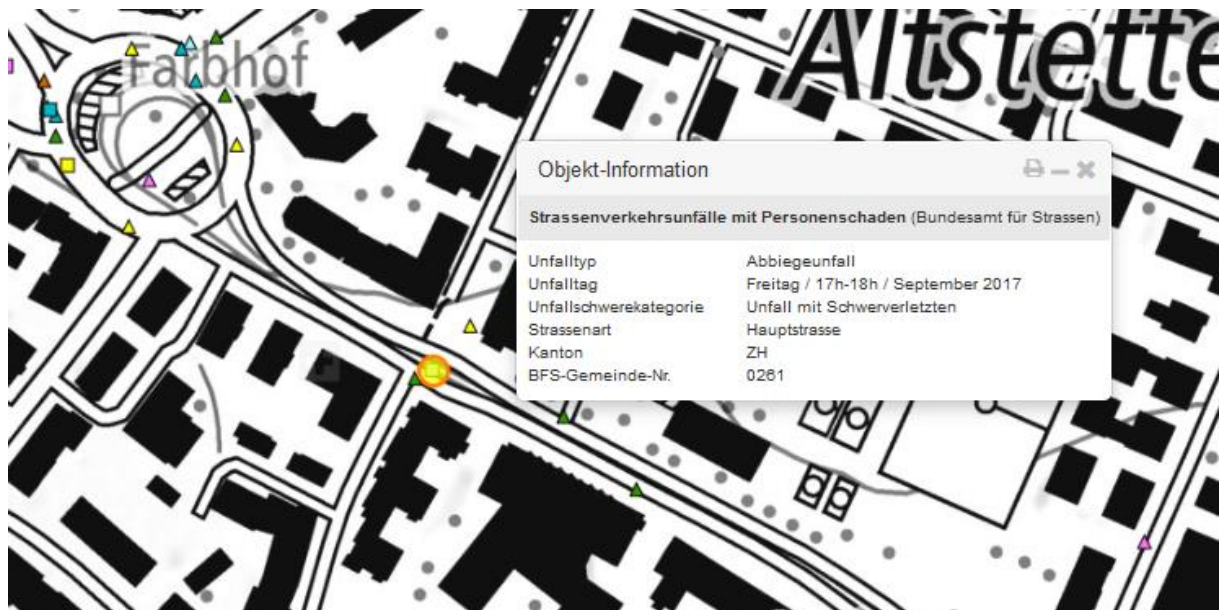 Farbhof
Altstette
Objekt-Information
Strassenverkehrsunfälle mit Personenschaden (Bundesamt für Strassen)
Unfalltyp Abbiegeunfall
Unfalltag Freitag / 17h-18h / September 2017
Unfallschwerekategorie Unfall mit Schwerverletzten
Strassenart Hauptstrasse
Kanton ZH
BFS-Gemeinde-Nr. 0261